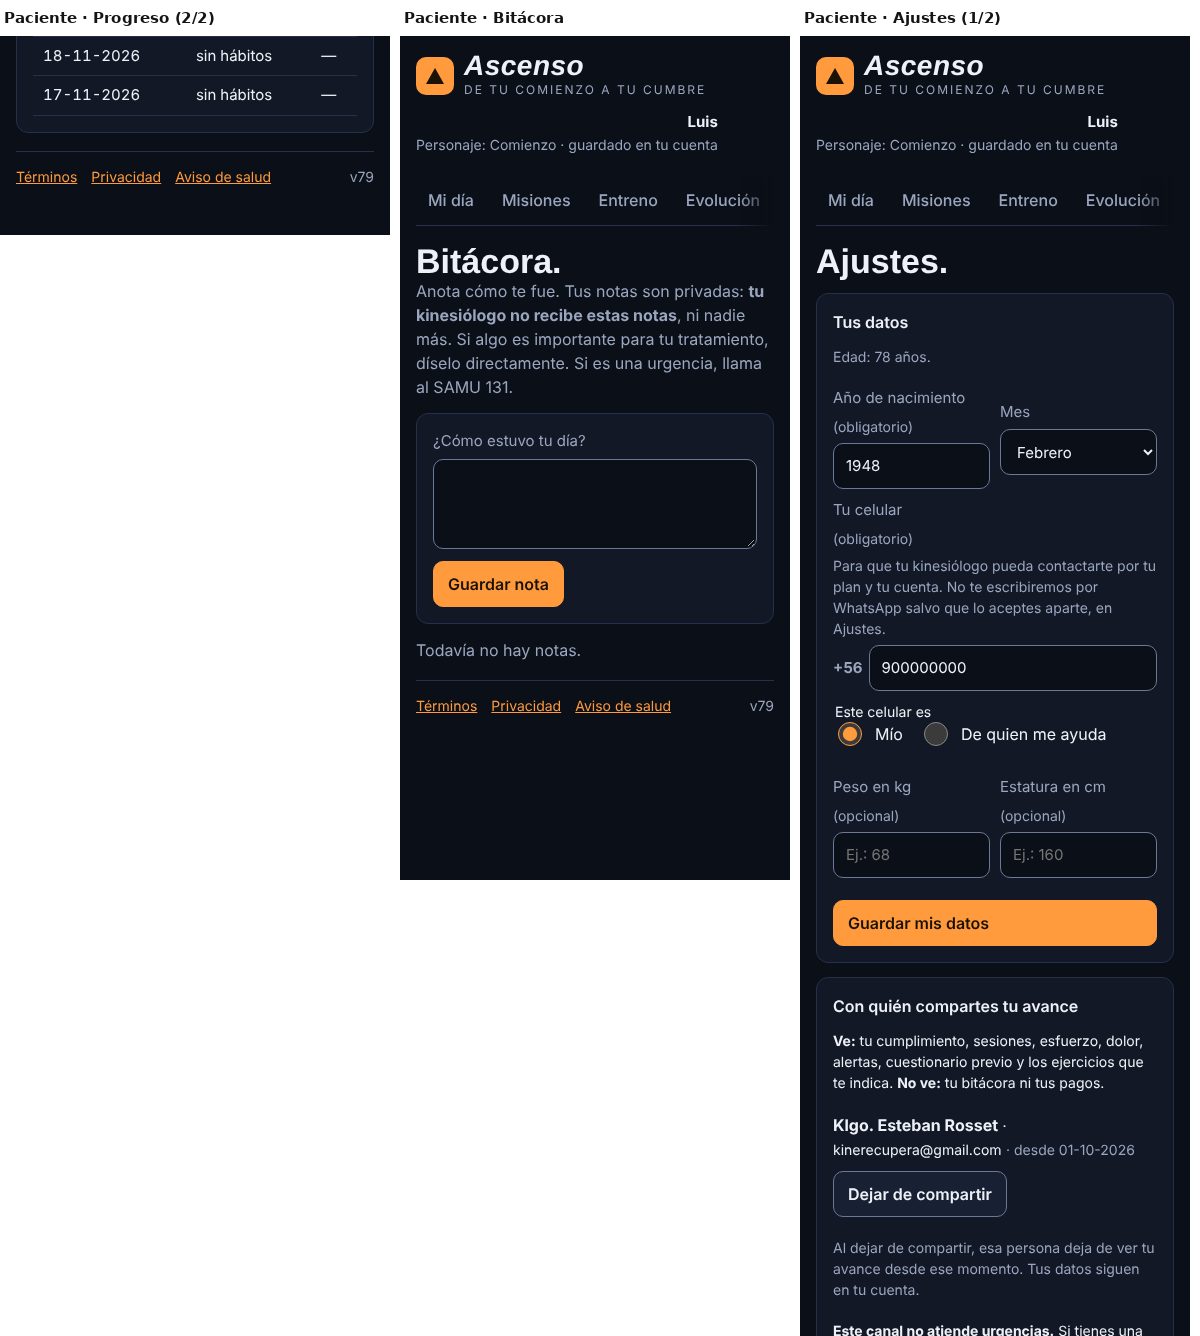 Paciente · Progreso (2/2)
18-11-2026 sin hábitos —
17-11-2026 sin hábitos —
Términos Privacidad Aviso de salud v79
Paciente · Bitácora
Ascenso
DE TU COMIENZO A TU CUMBRE
Luis
Personaje: Comienzo · guardado en tu cuenta
Mi día Misiones Entreno Evolución
Bitácora.
Anota cómo te fue. Tus notas son privadas: tu
kinesiólogo no recibe estas notas, ni nadie
más. Si algo es importante para tu tratamiento,
díselo directamente. Si es una urgencia, llama
al SAMU 131.
¿Cómo estuvo tu día?
Guardar nota
Todavía no hay notas.
Términos Privacidad Aviso de salud v79
Paciente · Ajustes (1/2)
Ascenso
DE TU COMIENZO A TU CUMBRE
Luis
Personaje: Comienzo · guardado en tu cuenta
Mi día Misiones Entreno Evolución
Ajustes.
Tus datos
Edad: 78 años.
Año de nacimiento
(obligatorio)
1948
Mes
Febrero
Tu celular
(obligatorio)
Para que tu kinesiólogo pueda contactarte por tu
plan y tu cuenta. No te escribiremos por
WhatsApp salvo que lo aceptes aparte, en
Ajustes.
+56 900000000
Este celular es
Mío De quien me ayuda
Peso en kg
(opcional)
Ej.: 68
Estatura en cm
(opcional)
Ej.: 160
Guardar mis datos
Con quién compartes tu avance
Ve: tu cumplimiento, sesiones, esfuerzo, dolor,
alertas, cuestionario previo y los ejercicios que
te indica. No ve: tu bitácora ni tus pagos.
Klgo. Esteban Rosset ·
kinerecupera@gmail.com · desde 01-10-2026
Dejar de compartir
Al dejar de compartir, esa persona deja de ver tu
avance desde ese momento. Tus datos siguen
en tu cuenta.
Este canal no atiende urgencias. Si tienes una